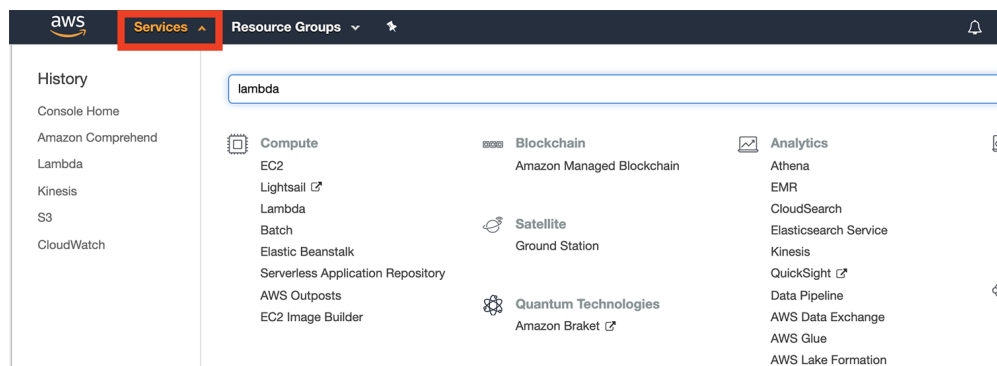 aws Services Resource Groups
History
Console Home
Amazon Comprehend
Lambda
Kinesis
S3
CloudWatch
lambda
Compute
EC2
Lightsail
Lambda
Batch
Elastic Beanstalk
Serverless Application Repository
AWS Outposts
EC2 Image Builder
Blockchain
Amazon Managed Blockchain
Satellite
Ground Station
Quantum Technologies
Amazon Braket
Analytics
Athena
EMR
CloudSearch
Elasticsearch Service
Kinesis
QuickSight
Data Pipeline
AWS Data Exchange
AWS Glue
AWS Lake Formation